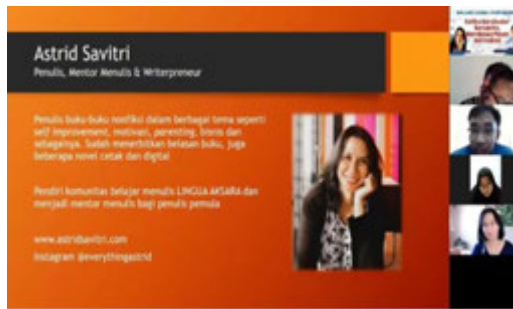 Astrid Savitri
Penulis, Mentor Menulis & Writerpreneur
Penulis buku-buku nonfiksi dalam berbagai tema seperti
self improvement, motivasi, parenting, bisnis dan
sebagainya. Sudah menerbitkan belasan buku, juga
beberapa novel cetak dan digital
Pendiri komunitas belajar menulis LINGUA AKSARA dan
menjadi mentor menulis bagi penulis pemula
www.astridsavitri.com
Instagram @everythingastrid